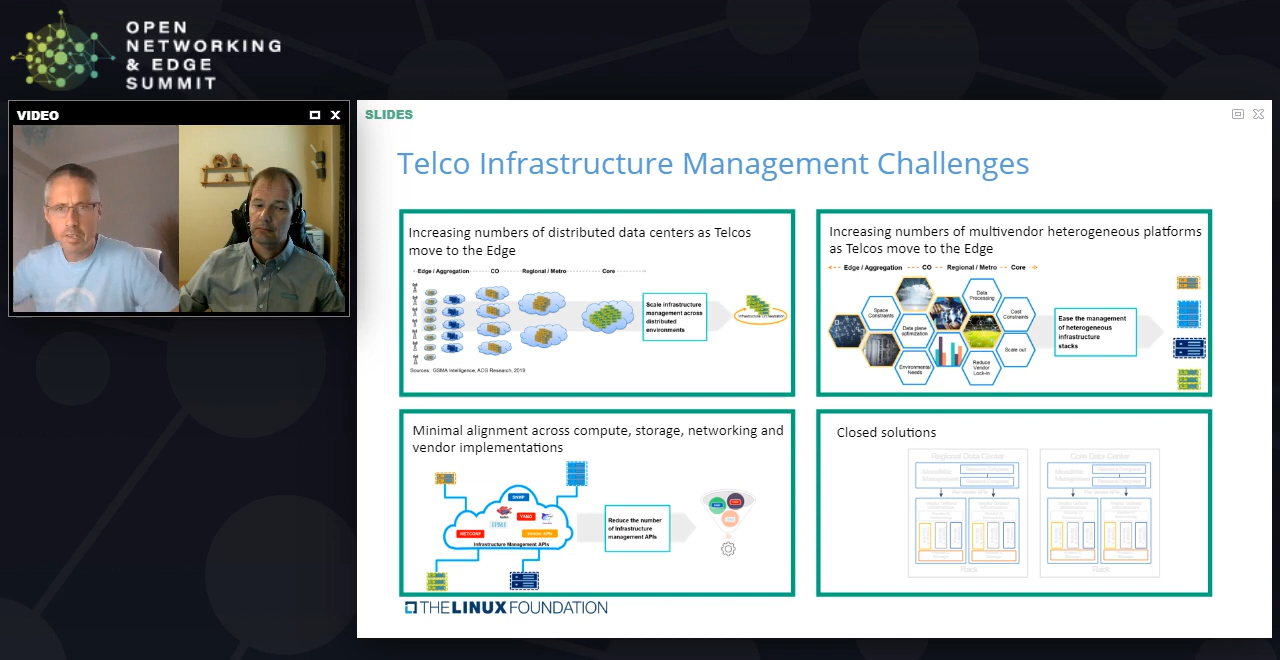 OPEN
NETWORKING
& EDGE
SUMMIT
VIDEO
SLIDES
Telco Infrastructure Management Challenges
Increasing numbers of distributed data centers as Telcos
move to the Edge
Edge / Aggregation CO Regional / Metro Core
Scale infrastructure
management across
distributed
environments
Sources: GSMA Intelligence, ACG Research, 2019
Increasing numbers of multivendor heterogeneous platforms
as Telcos move to the Edge
Edge / Aggregation CO Regional / Metro Core
Data
Processing
Space
Constraints
Cost
Constraints
Data plane
optimization
Scale out
Environmental
Needs
Reduce
Vendor
Lock-in
Ease the management
of heterogeneous
infrastructure
stacks
Minimal alignment across compute, storage, networking and
vendor implementations
SNMP
YANG
IPMI
NETCONF
Vendor APIs
Infrastructure Management APIs
Reduce the number
of infrastructure
management APIs
Closed solutions
Regional Data Center
Core Data Center
Rack
Rack
THE LINUX FOUNDATION